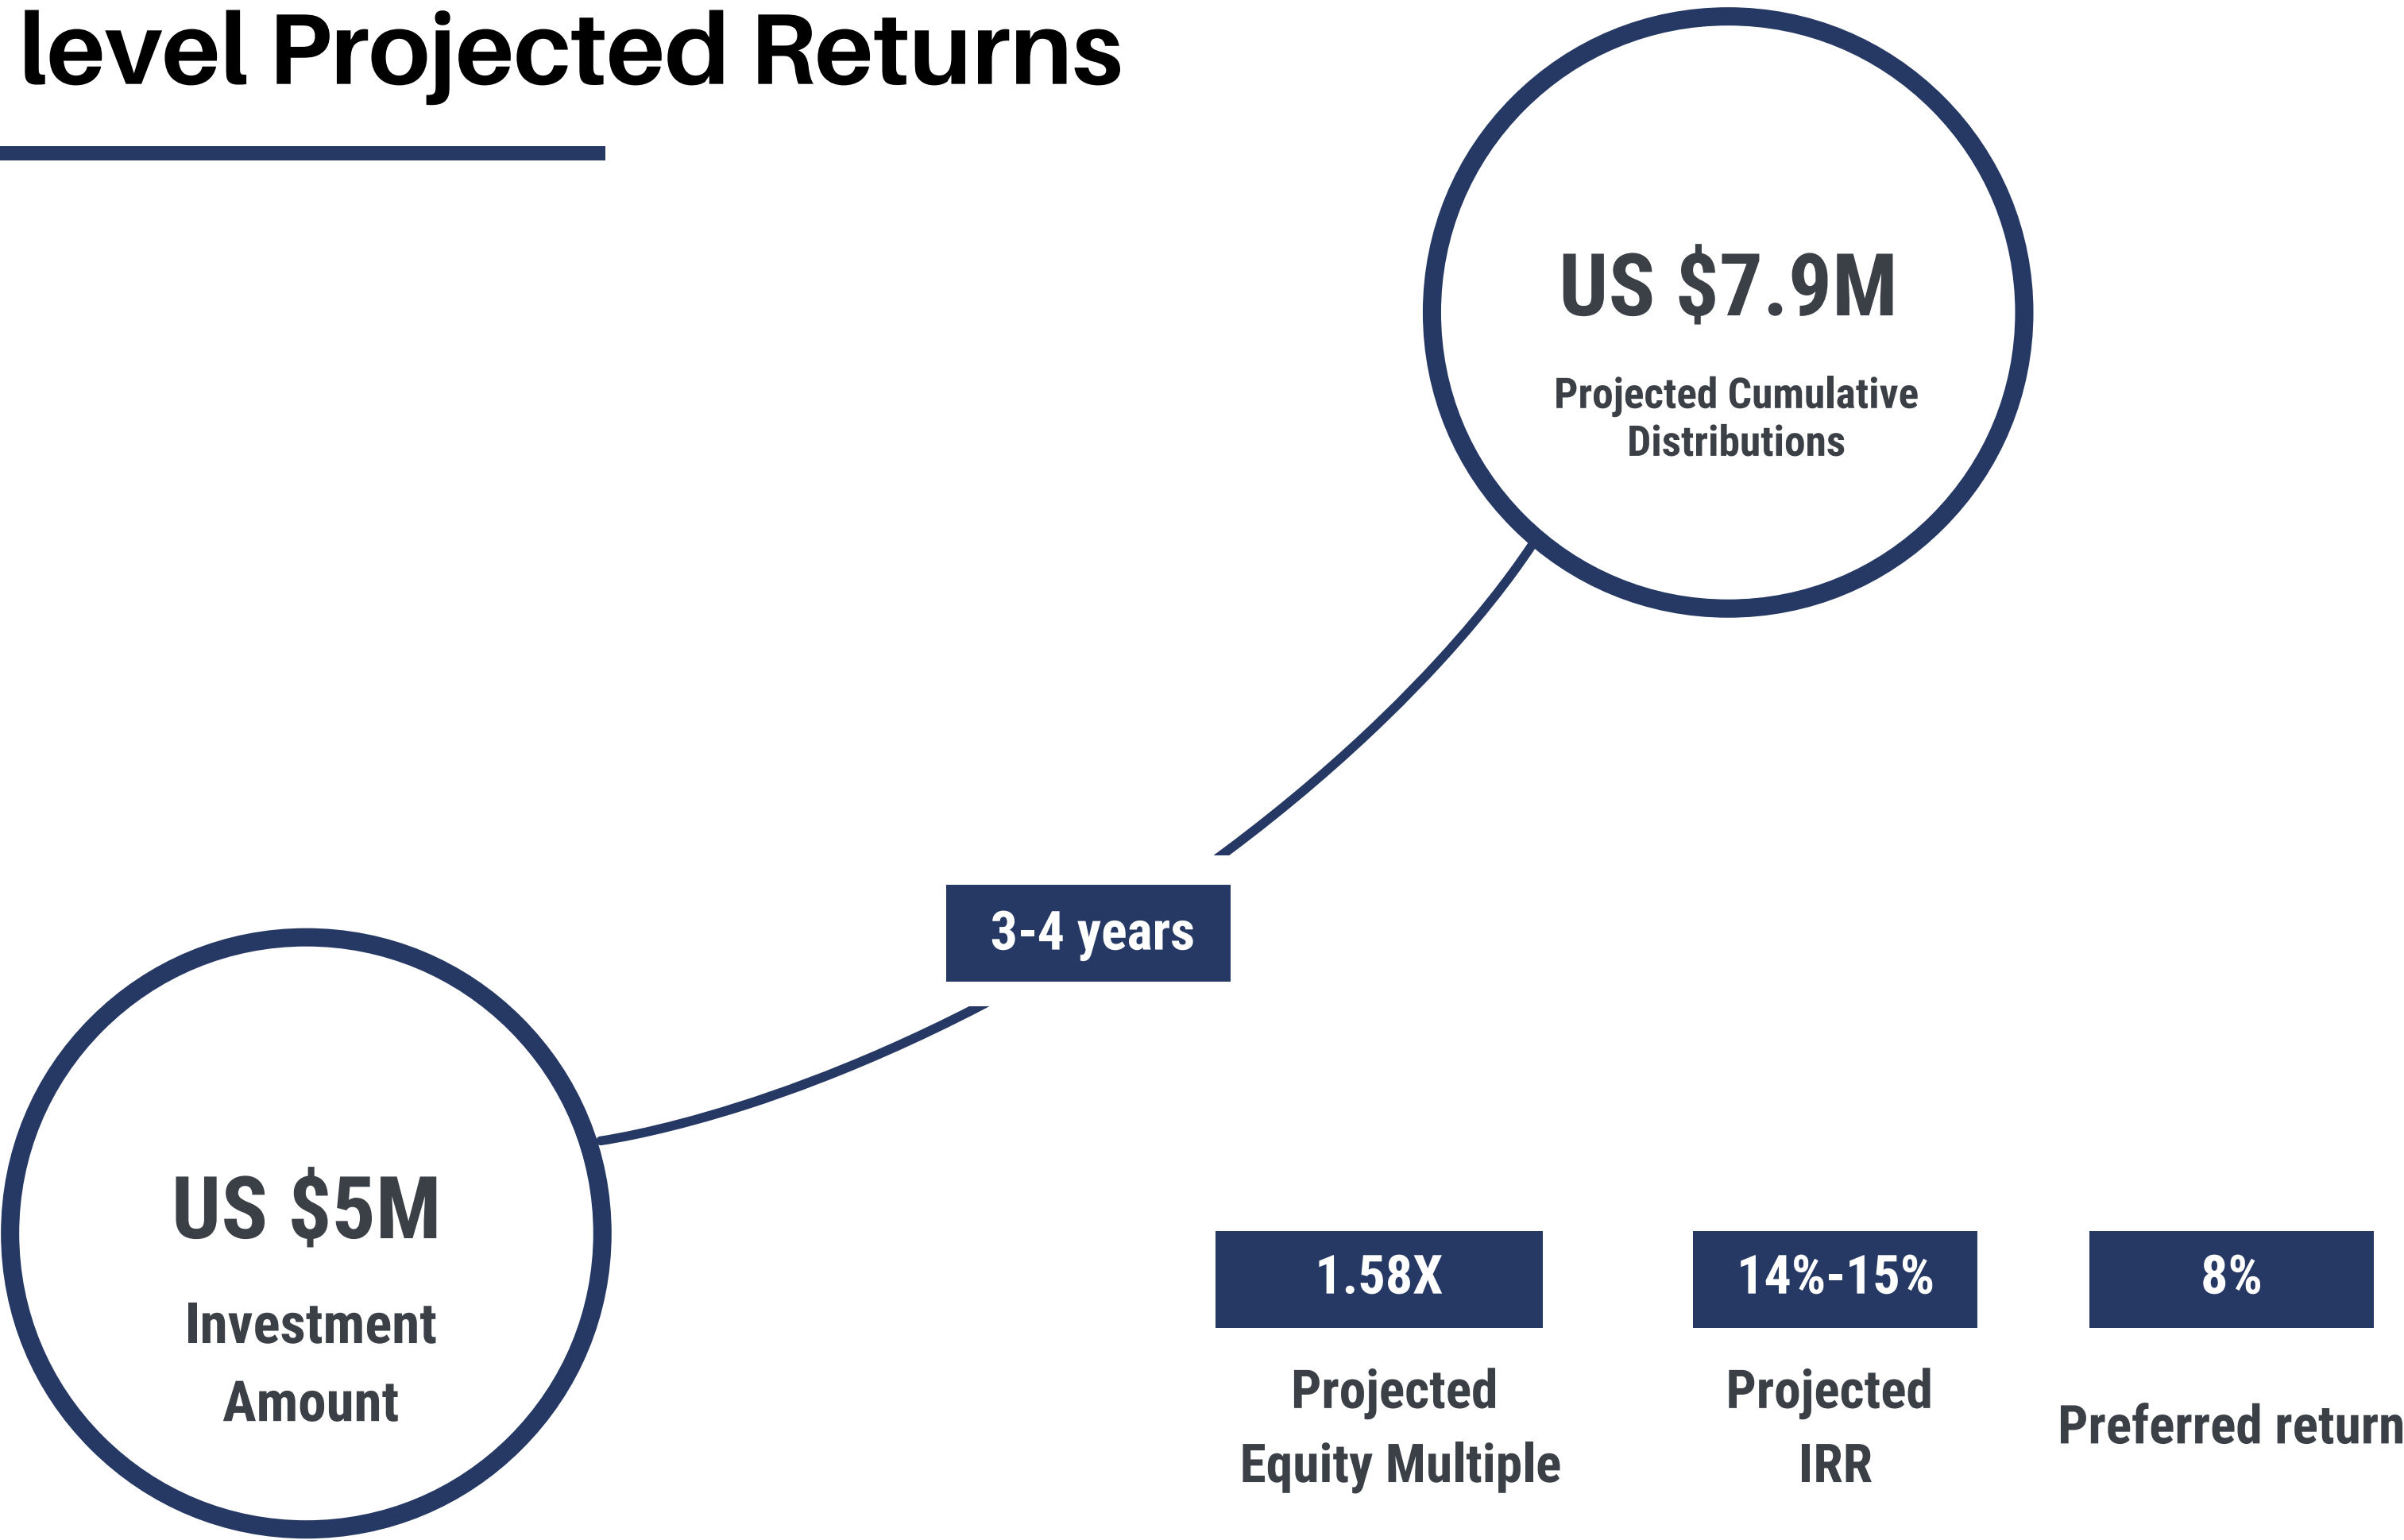 level Projected Returns
US $7.9M
Projected Cumulative
Distributions
3-4 years
US $5M
Investment
Amount
1.58X
Projected
Equity Multiple
14%-15%
Projected
IRR
8%
Preferred return